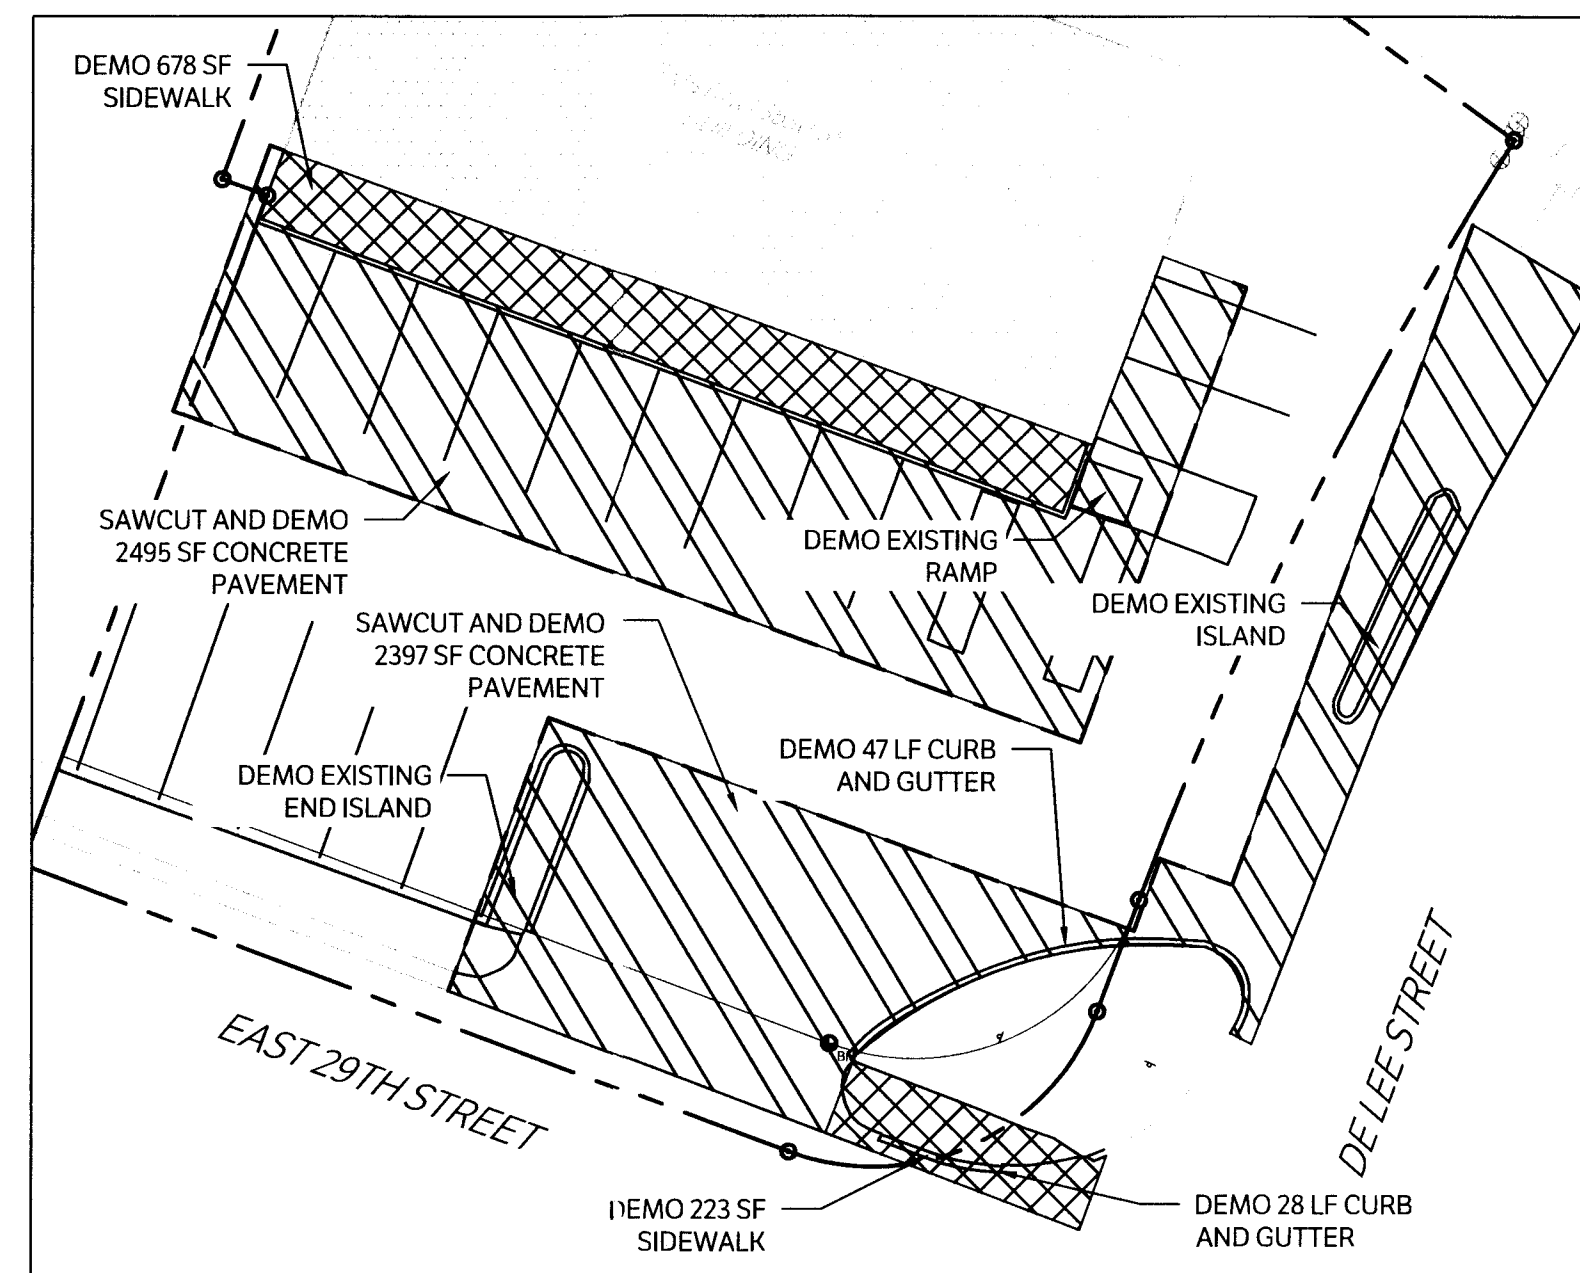 DEMO 678 SF
SIDEWALK
SAWCUT AND DEMO
2495 SF CONCRETE
PAVEMENT
DEMO EXISTING
RAMP
DEMO EXISTING
ISLAND
SAWCUT AND DEMO
2397 SF CONCRETE
PAVEMENT
DEMO 47 LF CURB
AND GUTTER
DEMO EXISTING
END ISLAND
EAST 29TH STREET
DE LEE STREET
DEMO 223 SF
SIDEWALK
DEMO 28 LF CURB
AND GUTTER